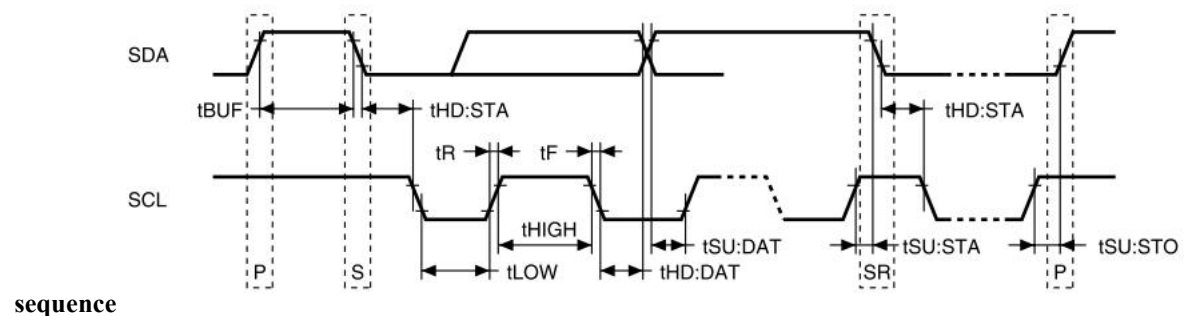 SDA
tBUF tHD:STA tHD:STA
tR tF
SCL
tHIGH tSU:DAT tSU:STA tSU:STO
P S tLOW tHD:DAT SR P
sequence